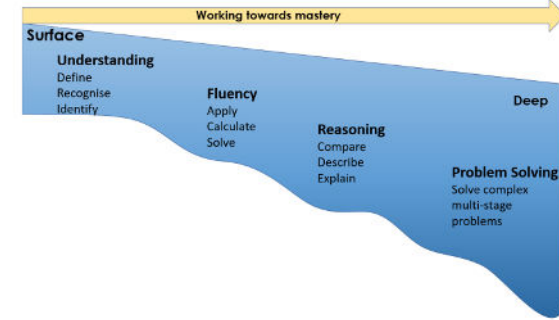 Working towards mastery
Surface
Understanding
Define
Recognise
Identify
Fluency
Apply
Calculate
Solve
Reasoning
Compare
Describe
Explain
Deep
Problem Solving
Solve complex
multi-stage
problems